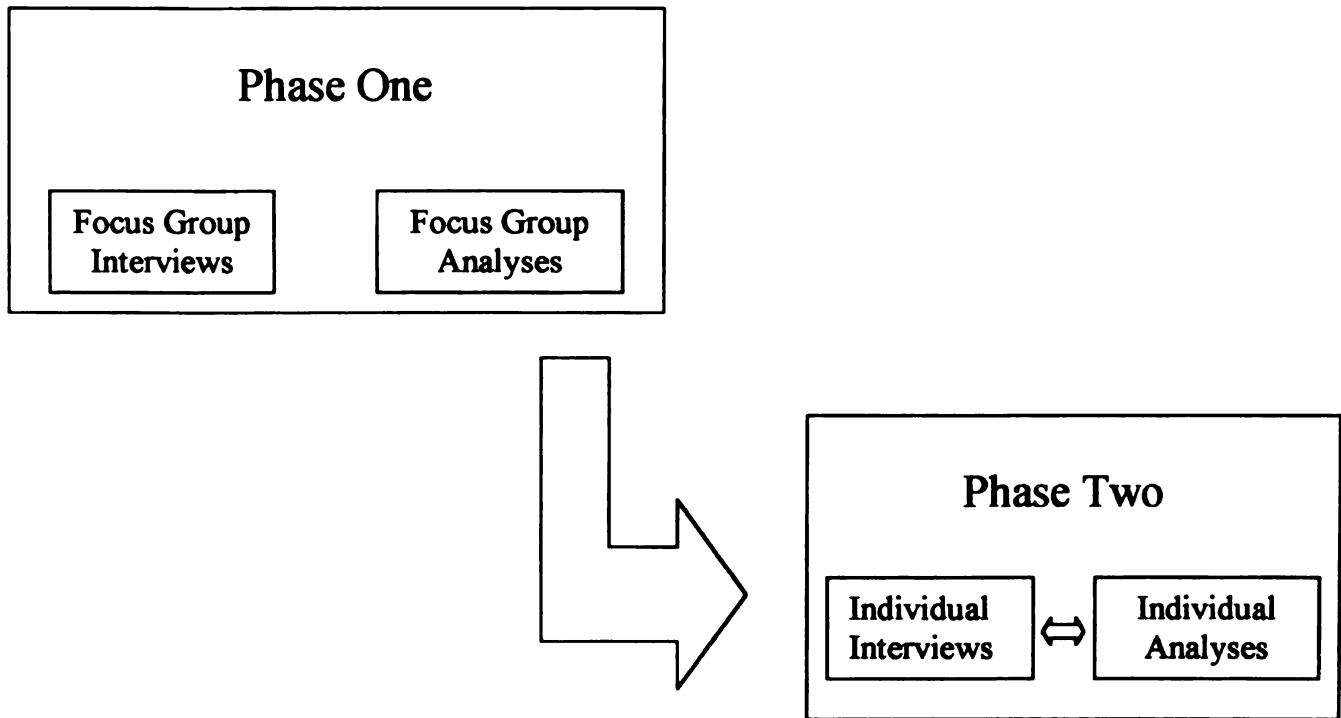 Phase One
Focus Group
Interviews
Focus Group
Analyses
Phase Two
Individual
Interviews
Individual
Analyses